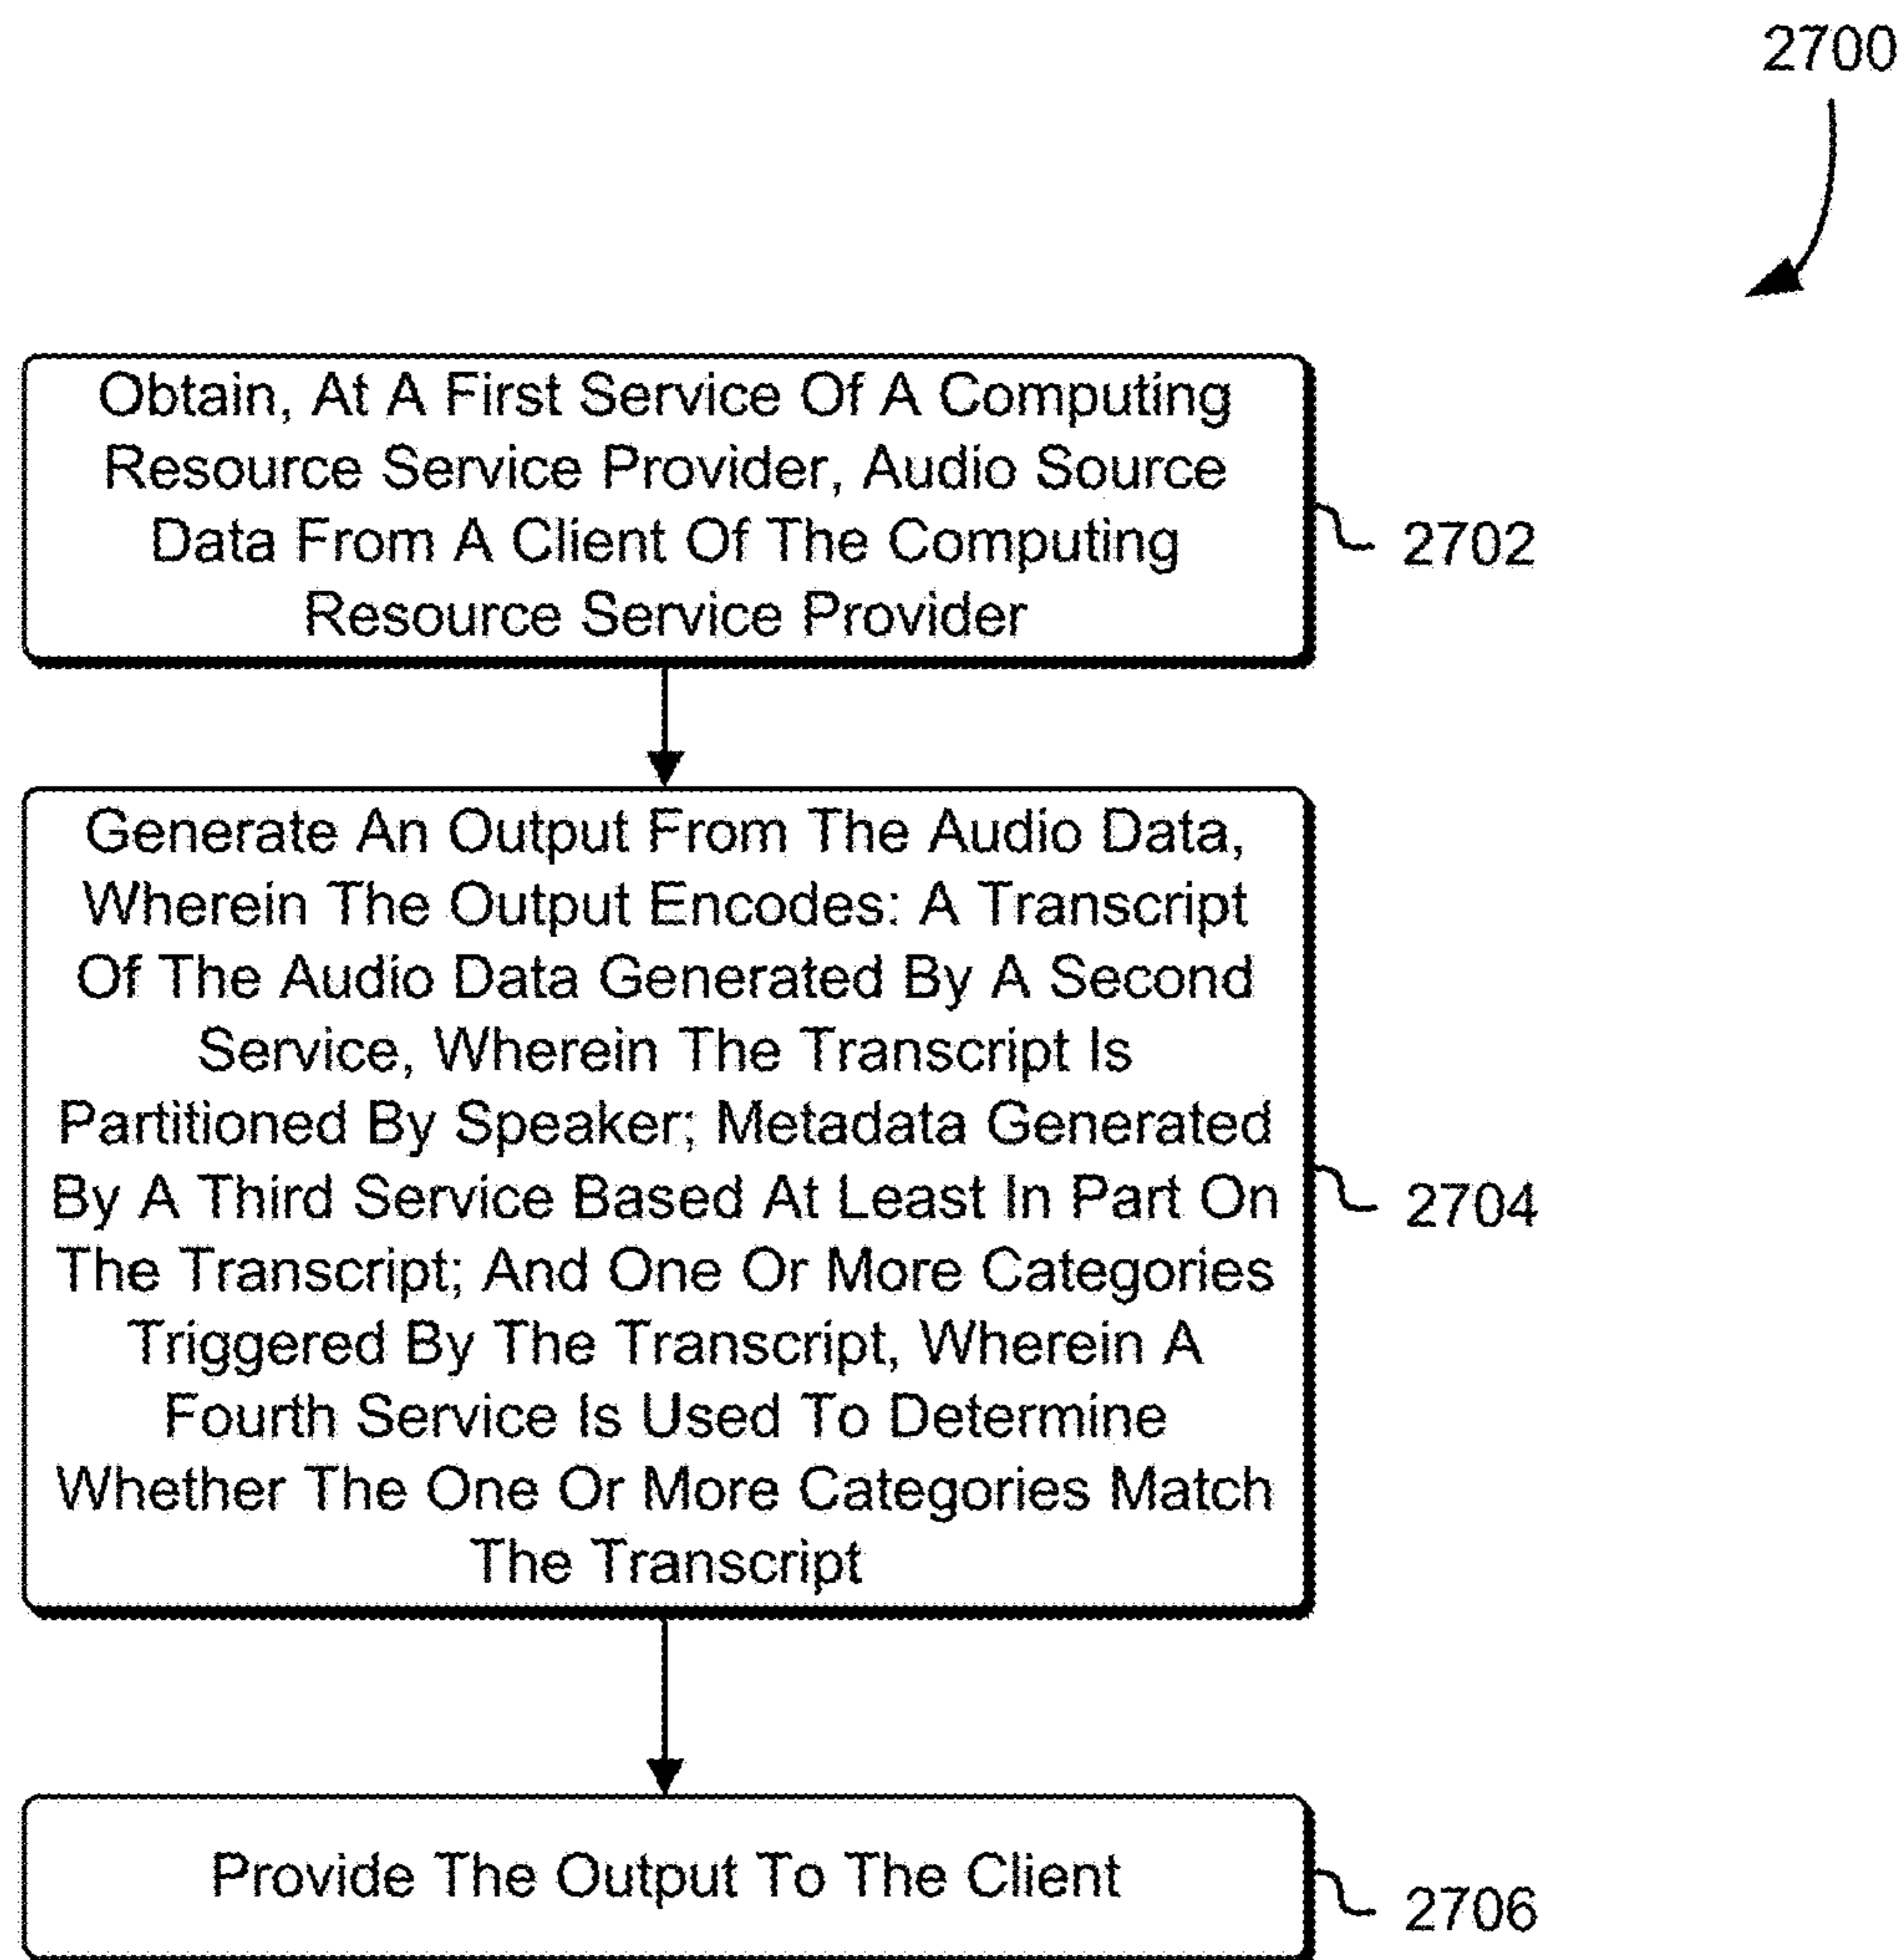 2700
Obtain, At A First Service Of A Computing
Resource Service Provider, Audio Source
Data From A Client Of The Computing
Resource Service Provider
2702
Generate An Output From The Audio Data,
Wherein The Output Encodes: A Transcript
Of The Audio Data Generated By A Second
Service, Wherein The Transcript Is
Partitioned By Speaker; Metadata Generated
By A Third Service Based At Least In Part On
The Transcript; And One Or More Categories
Triggered By The Transcript, Wherein A
Fourth Service Is Used To Determine
Whether The One Or More Categories Match
The Transcript
2704
Provide The Output To The Client
2706